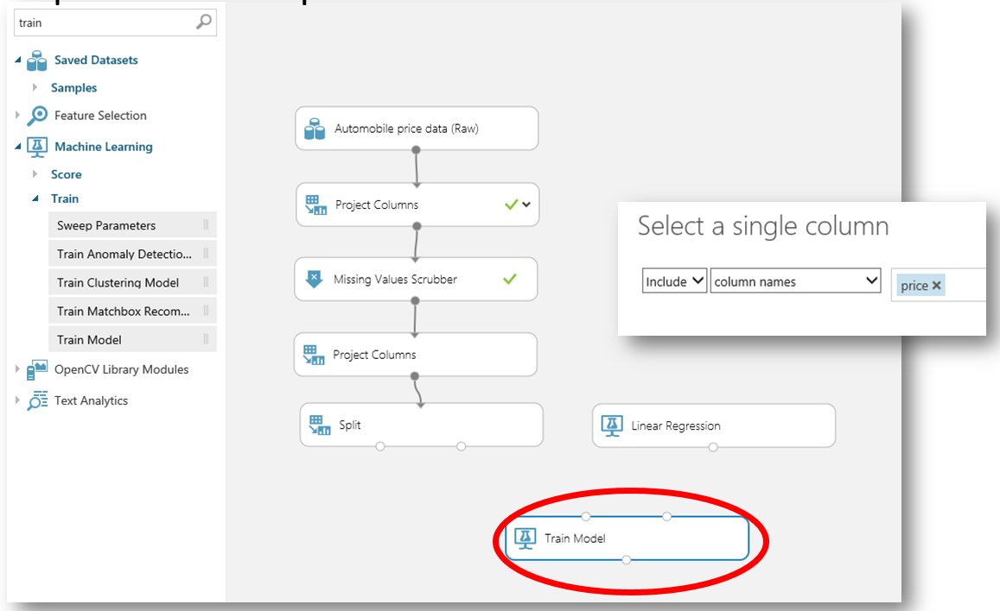 train
Saved Datasets
Samples
Feature Selection
Machine Learning
Score
Train
Sweep Parameters
Train Anomaly Detectio...
Train Clustering Model
Train Matchbox Recom...
Train Model
OpenCV Library Modules
Text Analytics
Automobile price data (Raw)
Project Columns
Missing Values Scrubber
Project Columns
Split
Linear Regression
Train Model
Select a single column
Include column names price